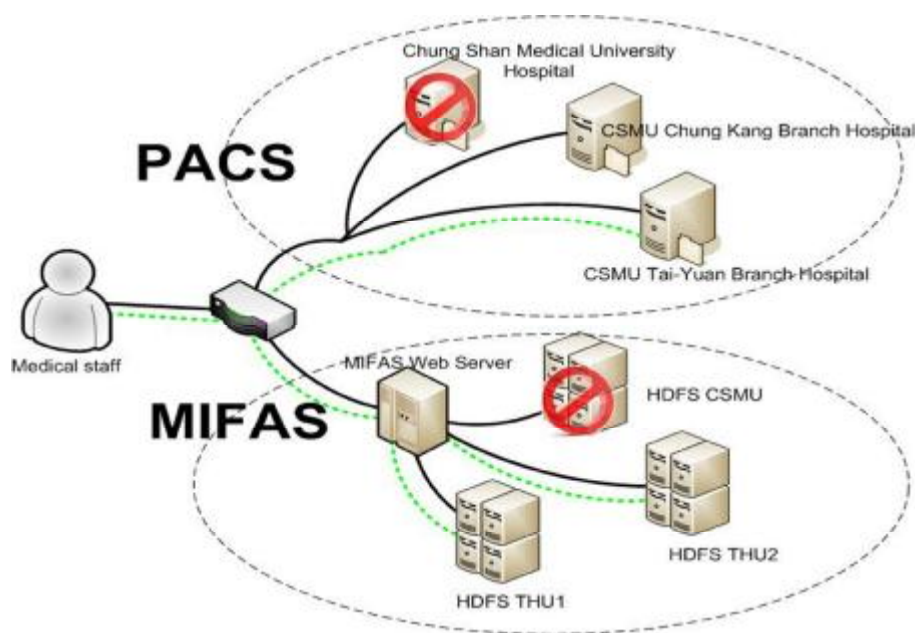 Chung Shan Medical University
Hospital
CSMU Chung Kang Branch Hospital
PACS
CSMU Tai-Yuan Branch Hospital
Medical staff
MIFAS Web Server
HDFS CSMU
MIFAS
HDFS THU2
HDFS THU1